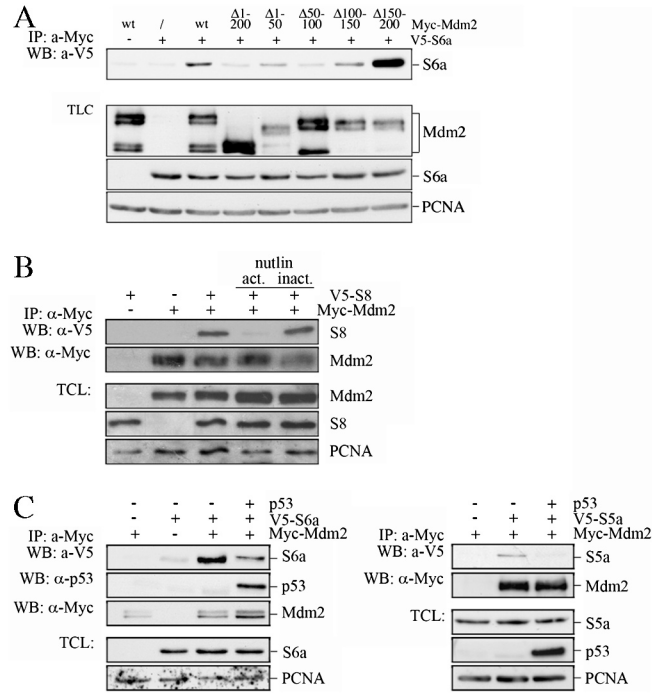 A
wt / wt Δ1-200 Δ1-50 Δ50-100 Δ100-150 Δ150-200 Myc-Mdm2
IP: a-Myc - + + + + + + + V5-S6a
WB: a-V5
S6a
TLC
Mdm2
S6a
PCNA
B
nutlin
act. inact.
+ - + + + V5-S8
IP: α-Myc - + + + + Myc-Mdm2
WB: α-V5 S8
WB: α-Myc Mdm2
TCL: Mdm2
S8
PCNA
C
- - - + p53
- + + + V5-S6a
IP: a-Myc + - + + Myc-Mdm2
WB: a-V5 S6a
WB: α-p53 p53
WB: α-Myc Mdm2
TCL: S6a
PCNA
- - + p53
- + + V5-S5a
IP: a-Myc + + + Myc-Mdm2
WB: a-V5 S5a
WB: α-Myc Mdm2
TCL: S5a
p53
PCNA